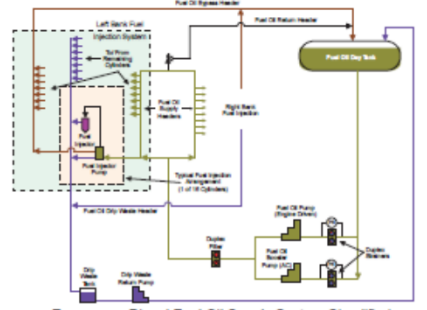 Fuel Oil Bypass Header
Left Bank Fuel
Injection System
Fuel Oil Return Header
To/ From
Remaining
Cylinders
Fuel Oil Day Tank
Fuel Oil
Supply
Headers
Right Bank
Fuel Injection
Fuel
Injector
Fuel Injector
Pump
Typical Fuel Injection
Arrangement
(1 of 16 Cylinders)
Fuel Oil Drip Waste Header
Fuel Oil Pump
(Engine Driven)
Duplex
Filter
Fuel Oil
Booster
Pump (AC)
Duplex
Strainers
Drip
Waste
Tank
Drip Waste
Return Pump